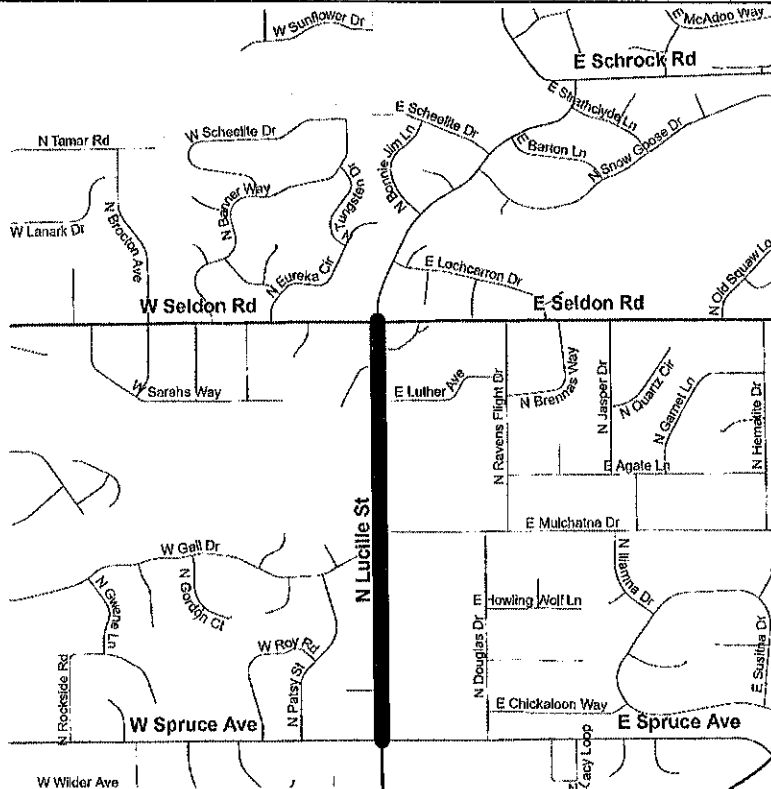 W Sunflower Dr
E McAdoo Way
E Schrock Rd
E Strathclyde Ln
N Tamar Rd
W Scheelite Dr
E Scheelite Dr
E Barton Ln
N Snow Goose Dr
N Bonnie Jim Ln
N Tungsten Dr
N Banner Way
W Lanark Dr
N Brocton Ave
N Eureka Cir
E Lochcarron Dr
N Old Squaw Lo
W Seldon Rd
E Seldon Rd
W Sarahs Way
E Luther Ave
N Ravens Flight Dr
N Brennas Way
N Jasper Dr
N Quartz Cir
N Garnet Ln
N Hematite Dr
E Agate Ln
N Lucille St
E Mulchatna Dr
W Gail Dr
N Gwene Ln
N Gordon Ct
N Iliamna Dr
E Howling Wolf Ln
W Roy Rd
N Patsy St
N Rockside Rd
N Douglas Dr
E Susitna Dr
E Chickaloon Way
W Spruce Ave
E Spruce Ave
W Wilder Ave
N Lacy Loop